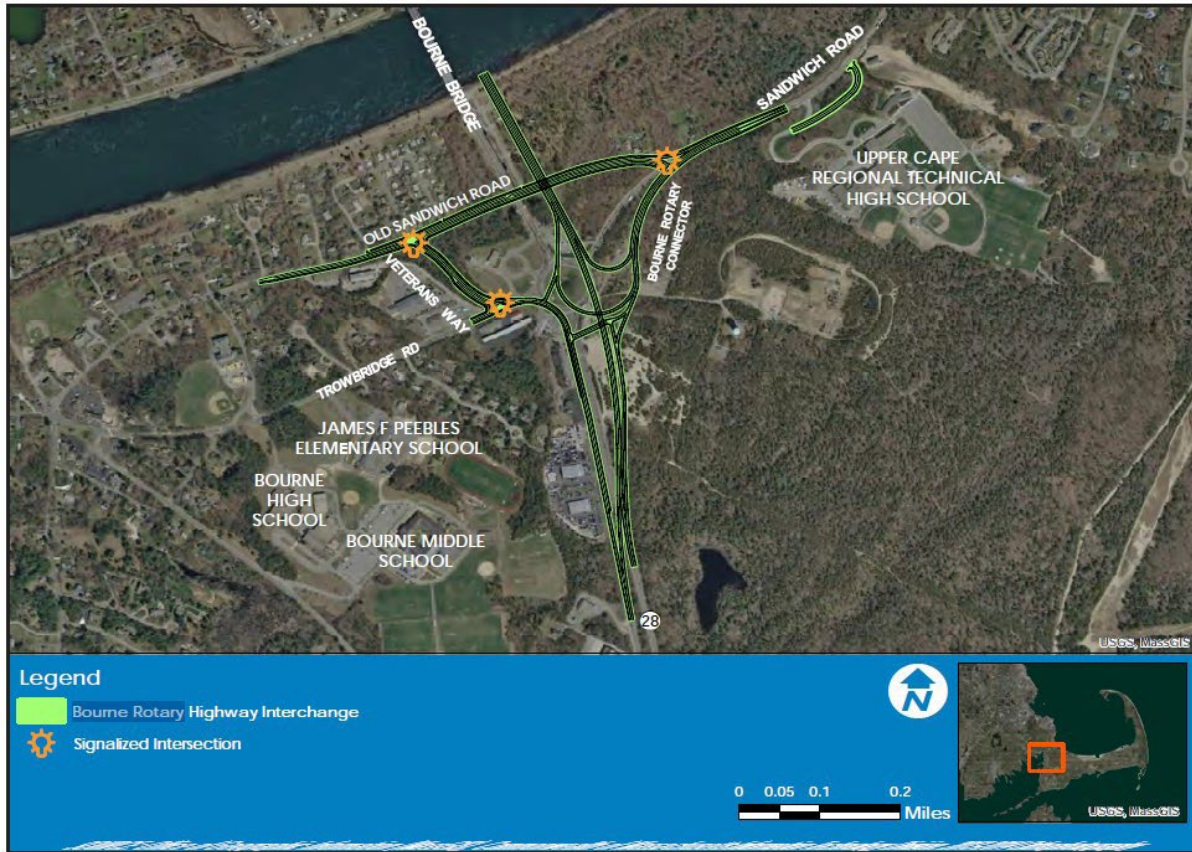 BOURNE BRIDGE
SANDWICH ROAD
UPPER CAPE
REGIONAL TECHNICAL
HIGH SCHOOL
OLD SANDWICH ROAD
BOURNE ROTARY
CONNECTOR
VETERANS WAY
TROWBRIDGE RD
JAMES F PEEBLES
ELEMENTARY SCHOOL
BOURNE
HIGH
SCHOOL
BOURNE MIDDLE
SCHOOL
28
USGS, MassGIS
Legend
Bourne Rotary Highway Interchange
Signalized Intersection
N
0 0.05 0.1 0.2
Miles
USGS, MassGIS